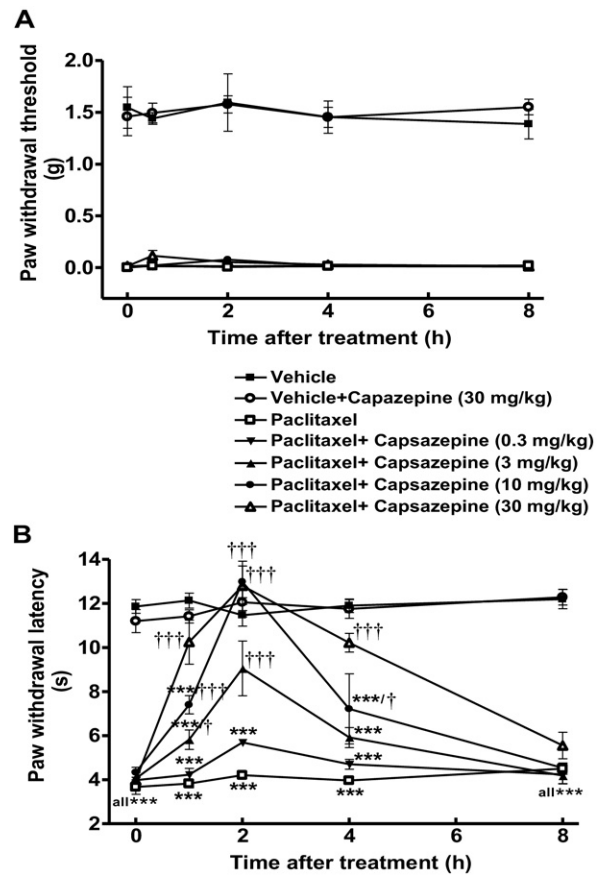 A
Paw withdrawal threshold
(g)
2.0
1.5
1.0
0.5
0.0
0 2 4 6 8
Time after treatment (h)
Vehicle
Vehicle+Capazepine (30 mg/kg)
Paclitaxel
Paclitaxel+ Capsazepine (0.3 mg/kg)
Paclitaxel+ Capsazepine (3 mg/kg)
Paclitaxel+ Capsazepine (10 mg/kg)
Paclitaxel+ Capsazepine (30 mg/kg)
B
Paw withdrawal latency
(s)
14
12
10
8
6
4
2
†††
†††
†††
†††
†††
***/†††
***/†
***/†
***
***
***
***
***
all***
***
***
***
all***
0 2 4 6 8
Time after treatment (h)